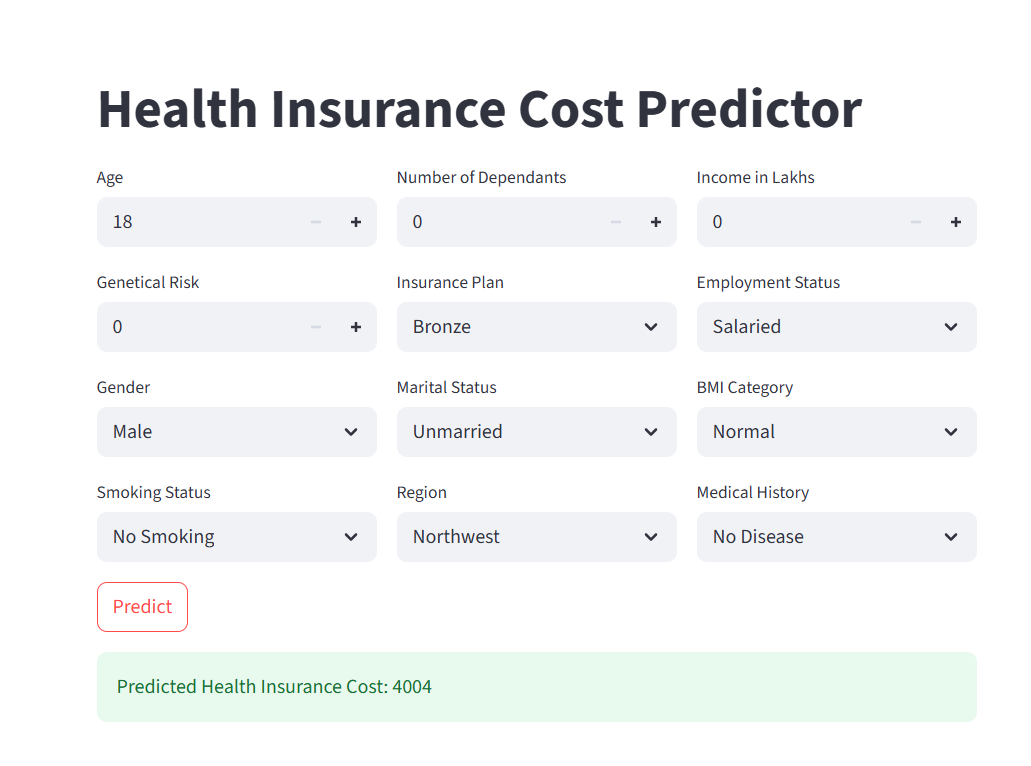 Health Insurance Cost Predictor
Age
Number of Dependants
Income in Lakhs
18
0
0
Genetical Risk
Insurance Plan
Employment Status
0
Bronze
Salaried
Gender
Marital Status
BMI Category
Male
Unmarried
Normal
Smoking Status
Region
Medical History
No Smoking
Northwest
No Disease
Predict
Predicted Health Insurance Cost: 4004